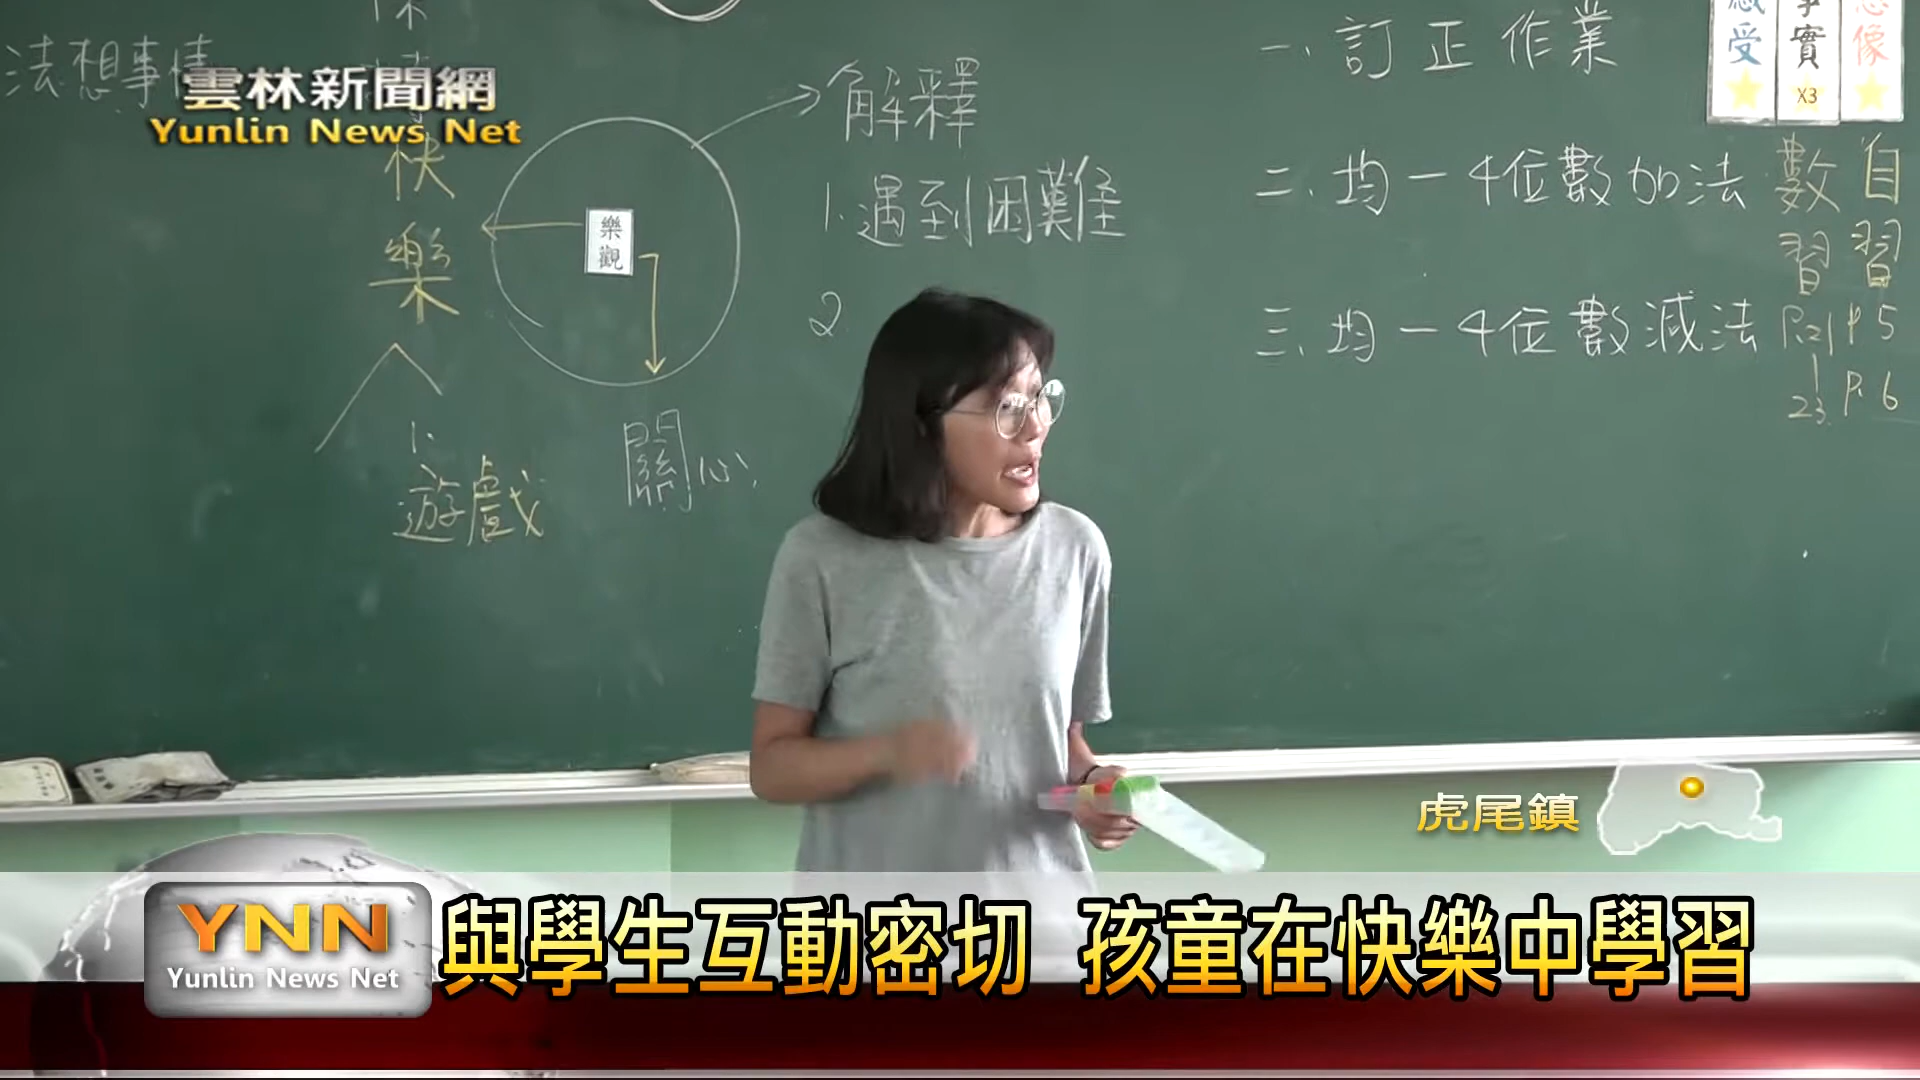 法想事情
雲林新聞網
Yunlin News Net
快樂
樂觀
解釋
1.遇到困難
2.
1.
遊戲
關心
一.訂正作業
二.均一4位數加法
三.均一4位數減法
感受
事實
X3
想像
數習
P.21
23
自習
P5
P.6
虎尾鎮
YNN
Yunlin News Net
與學生互動密切 孩童在快樂中學習